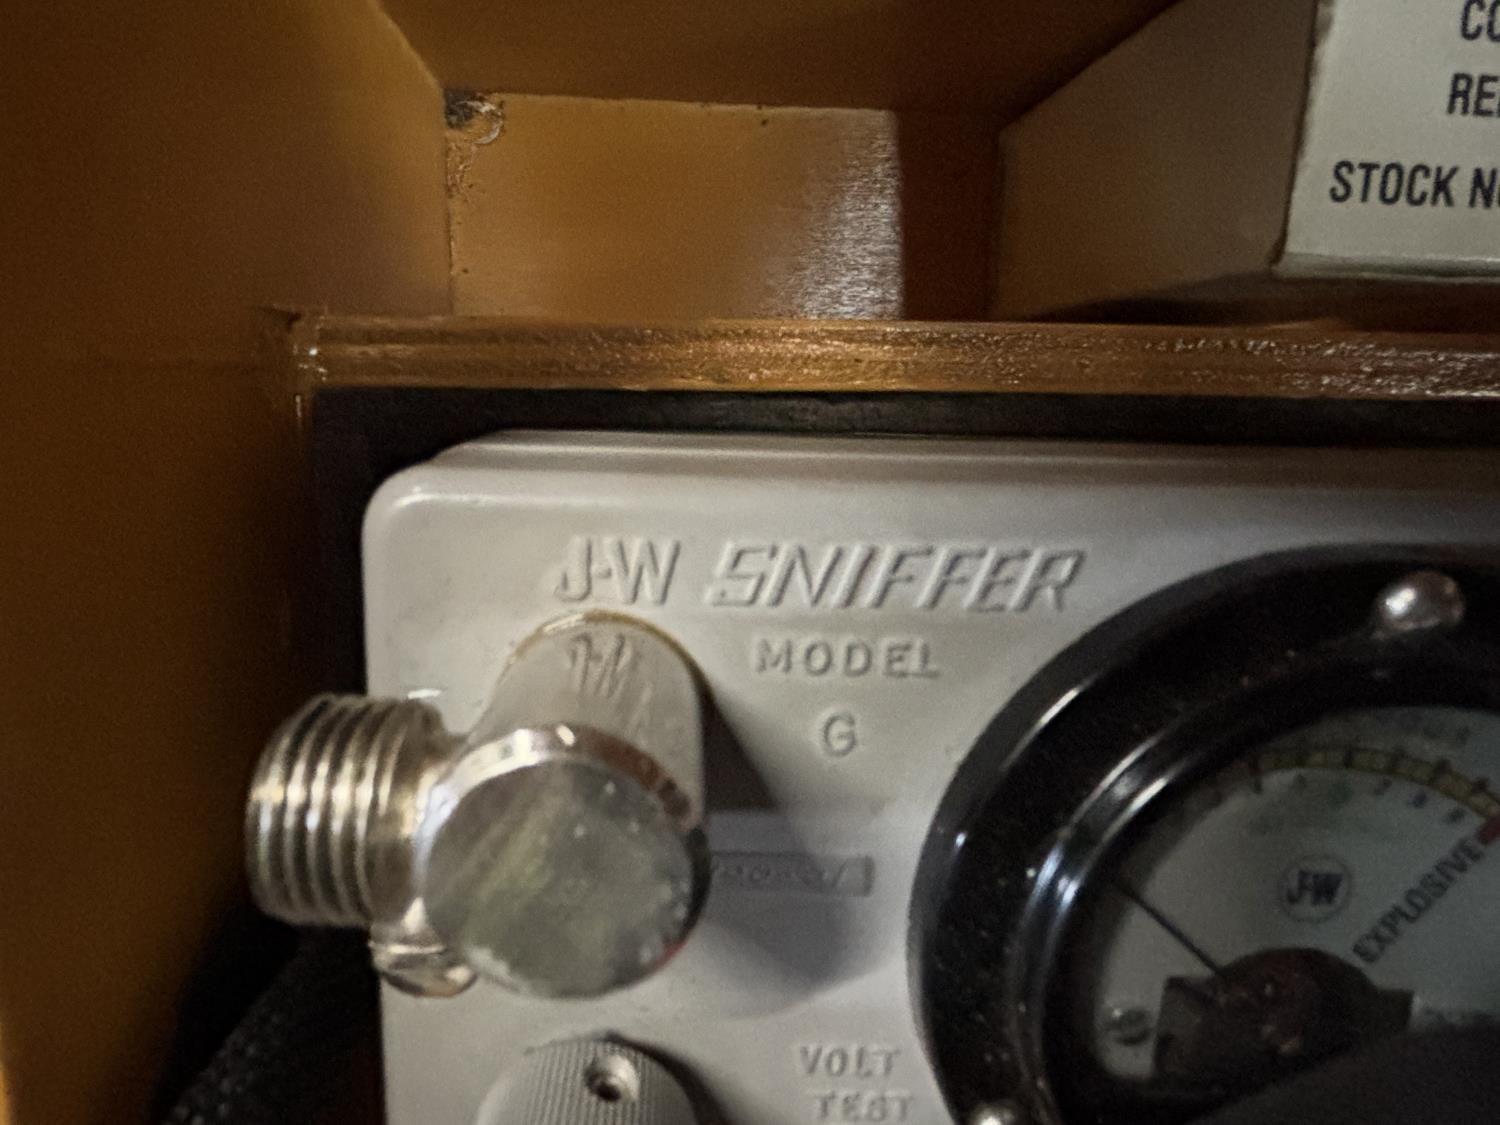 CO
RE
STOCK N
J-W SNIFFER
MODEL
G
J-W
EXPLOSIVE
VOLT
TEST